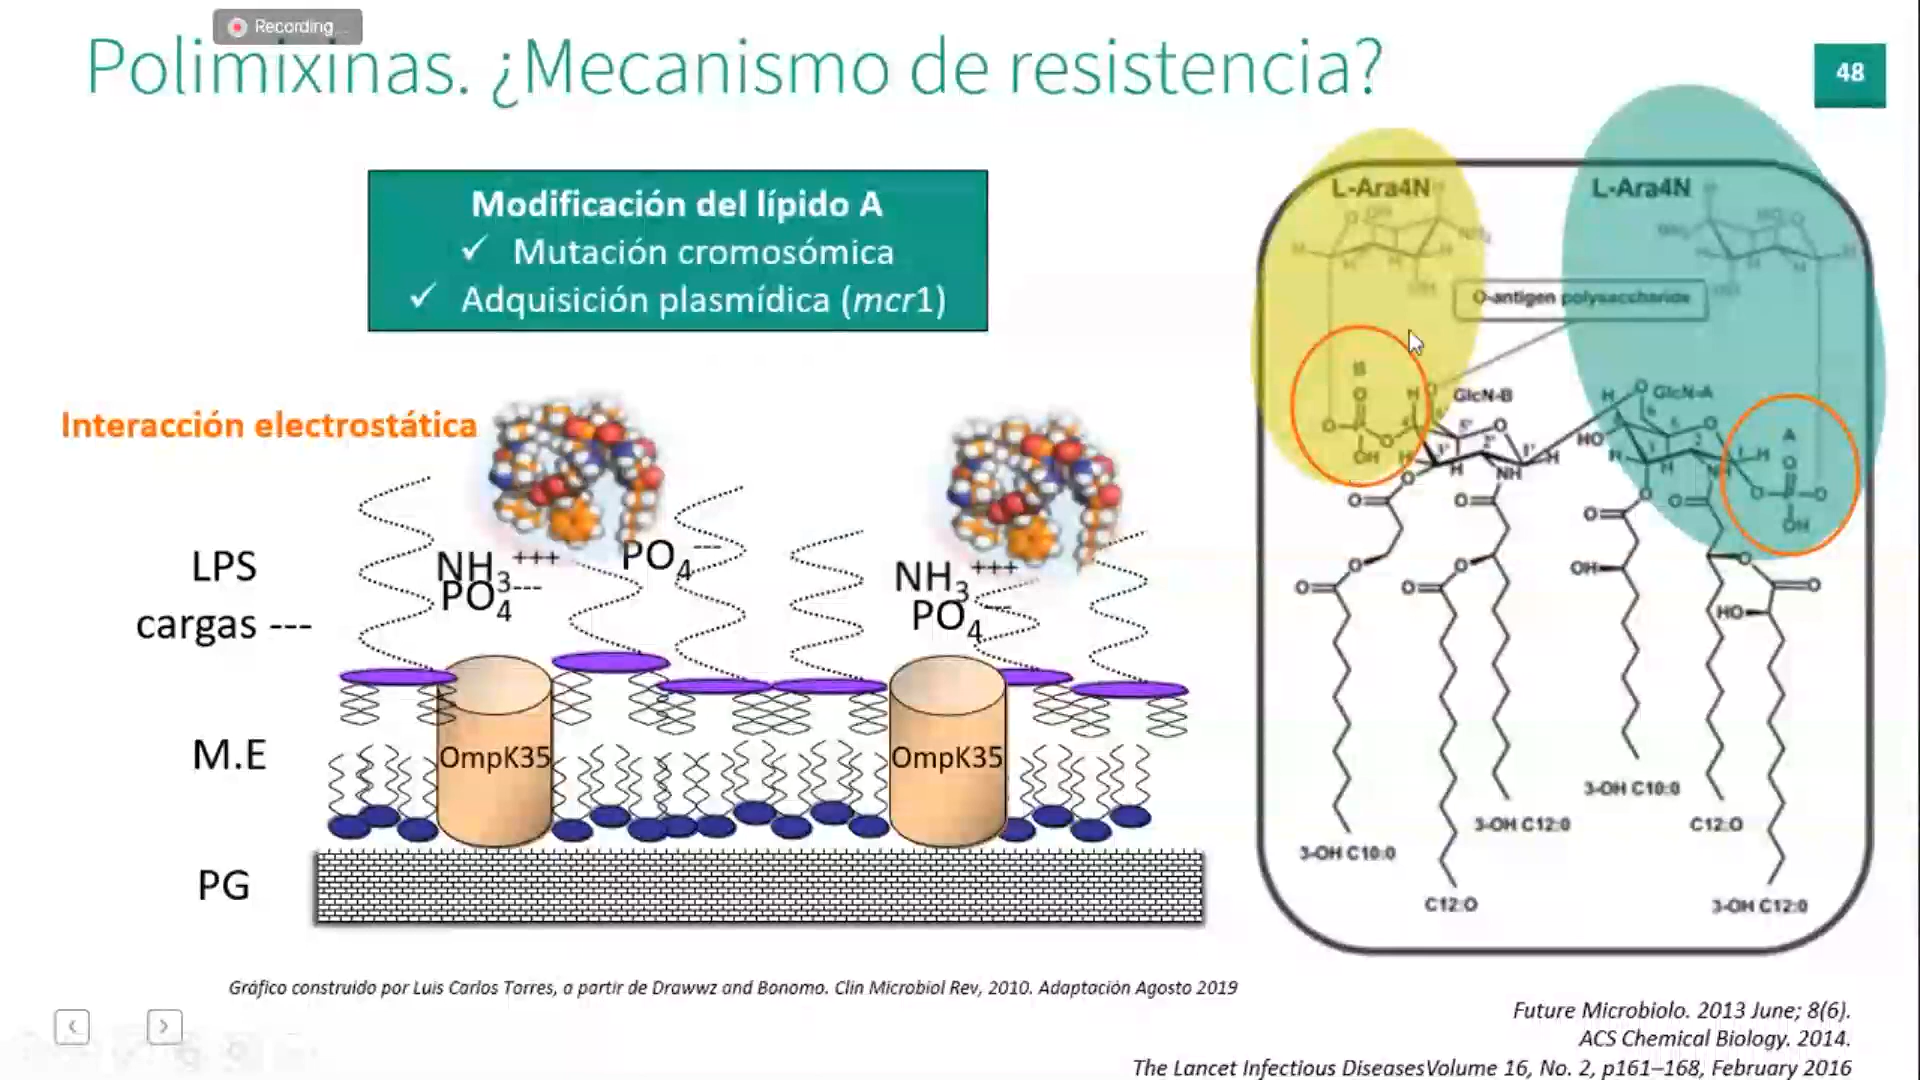 Recording...
Polimixinas. ¿Mecanismo de resistencia?
48
Modificación del lípido A
✓ Mutación cromosómica
✓ Adquisición plasmídica (mcr1)
Interacción electrostática
LPS
cargas ---
M.E
PG
NH3+++
PO4---
PO4---
NH3+++
PO4---
OmpK35
OmpK35
L-Ara4N
L-Ara4N
O-antigen polysaccharide
B
GlcN-B
GlcN-A
A
3-OH C10:0
C12:0
3-OH C12:0
3-OH C10:0
C12:0
3-OH C12:0
Gráfico construido por Luis Carlos Torres, a partir de Drawwz and Bonomo. Clin Microbiol Rev, 2010. Adaptación Agosto 2019
Future Microbiolo. 2013 June; 8(6).
ACS Chemical Biology. 2014.
The Lancet Infectious DiseasesVolume 16, No. 2, p161–168, February 2016